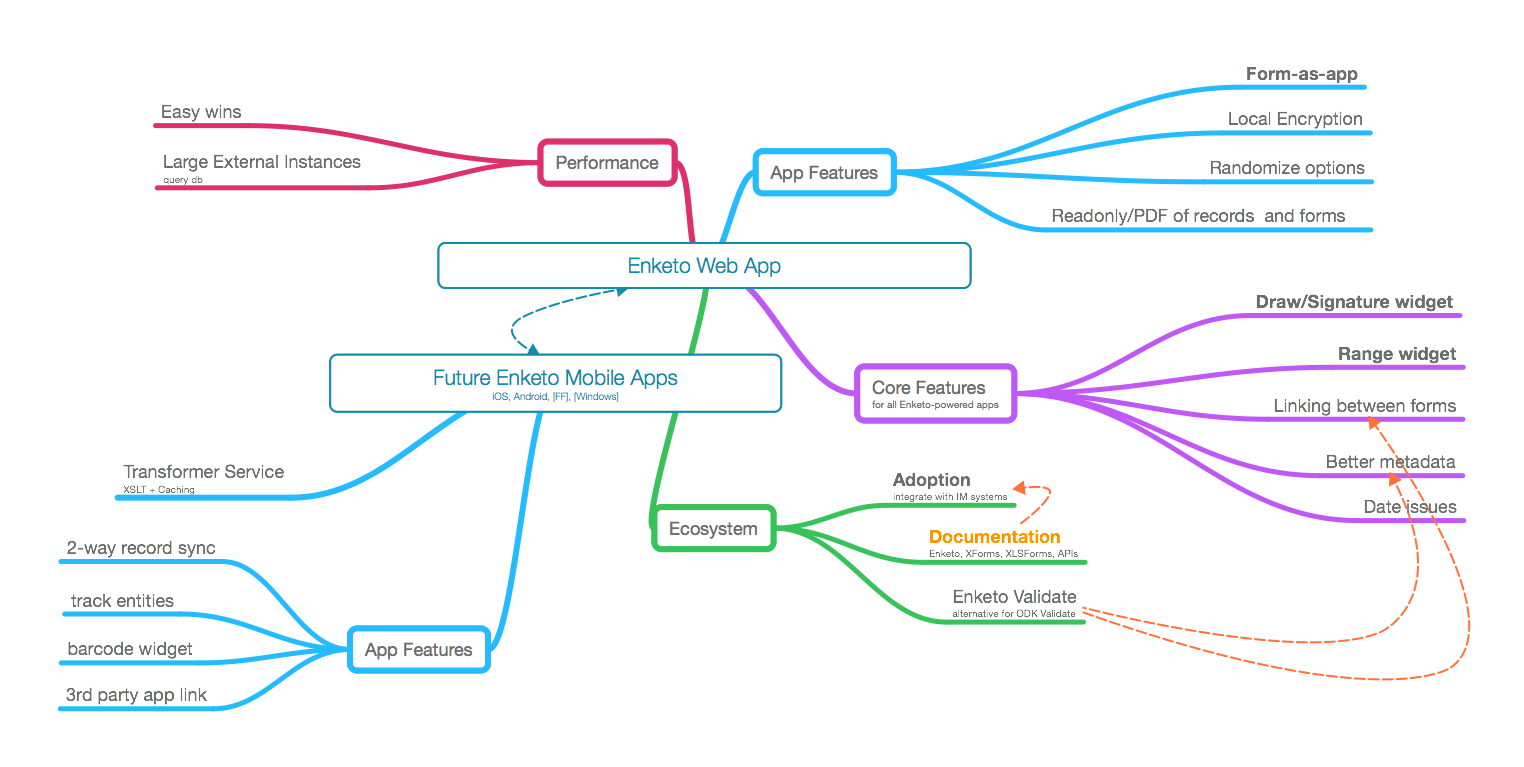 Form-as-app
Easy wins
Local Encryption
Large External Instances
query db
Performance
App Features
Randomize options
Readonly/PDF of records and forms
Enketo Web App
Draw/Signature widget
Range widget
Future Enketo Mobile Apps
iOS, Android, [FF], [Windows]
Core Features
for all Enketo-powered apps
Linking between forms
Better metadata
Date issues
Transformer Service
XSLT + Caching
Adoption
integrate with IM systems
Ecosystem
Documentation
Enketo, XForms, XLSForms, APIs
Enketo Validate
alternative for ODK Validate
2-way record sync
track entities
barcode widget
3rd party app link
App Features